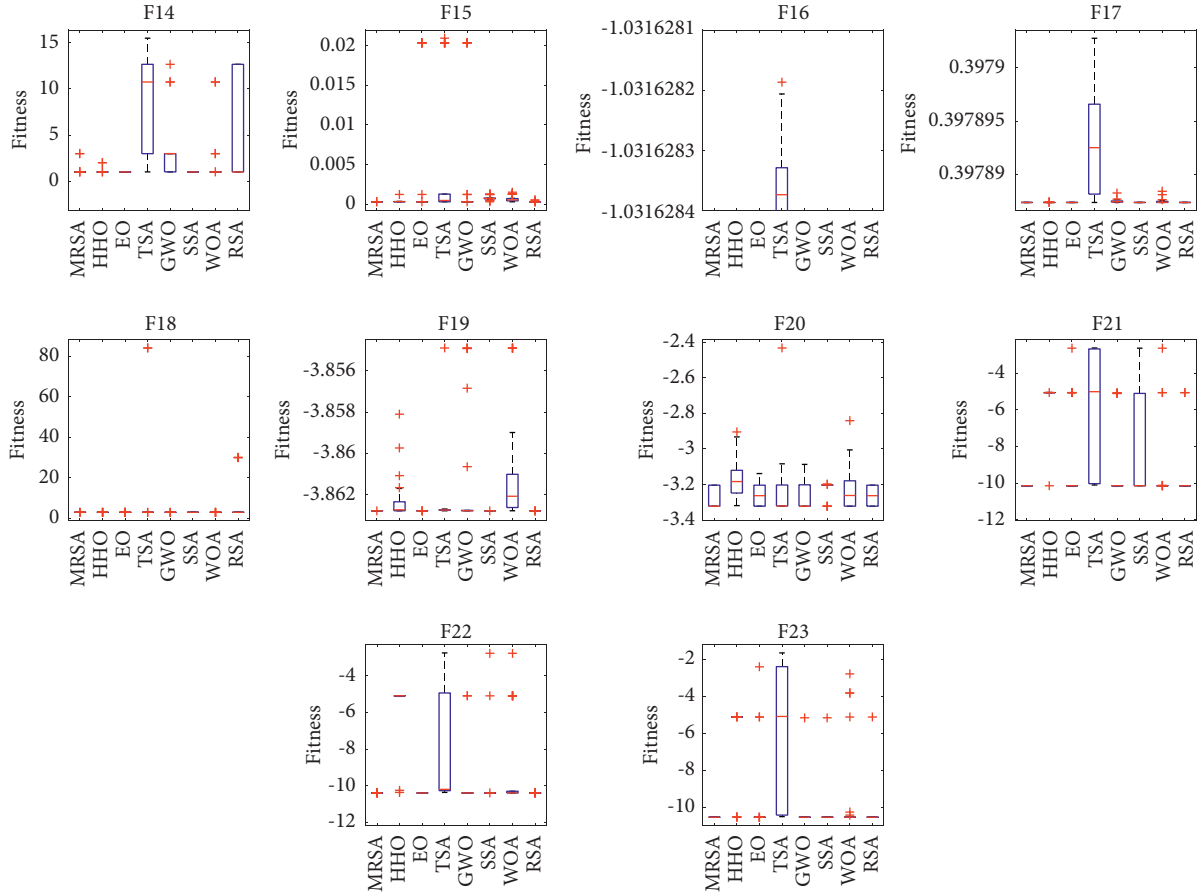 F14
Fitness
15
10
5
0
MRSA
HHO
EO
TSA
GWO
SSA
WOA
RSA
F15
Fitness
0.02
0.015
0.01
0.005
0
MRSA
HHO
EO
TSA
GWO
SSA
WOA
RSA
F16
Fitness
-1.0316281
-1.0316282
-1.0316283
-1.0316284
MRSA
HHO
EO
TSA
GWO
SSA
WOA
RSA
F17
Fitness
0.3979
0.397895
0.39789
MRSA
HHO
EO
TSA
GWO
SSA
WOA
RSA
F18
Fitness
80
60
40
20
0
MRSA
HHO
EO
TSA
GWO
SSA
WOA
RSA
F19
Fitness
-3.856
-3.858
-3.86
-3.862
MRSA
HHO
EO
TSA
GWO
SSA
WOA
RSA
F20
Fitness
-2.4
-2.6
-2.8
-3
-3.2
-3.4
MRSA
HHO
EO
TSA
GWO
SSA
WOA
RSA
F21
Fitness
-4
-6
-8
-10
-12
MRSA
HHO
EO
TSA
GWO
SSA
WOA
RSA
F22
Fitness
-4
-6
-8
-10
-12
MRSA
HHO
EO
TSA
GWO
SSA
WOA
RSA
F23
Fitness
-2
-4
-6
-8
-10
MRSA
HHO
EO
TSA
GWO
SSA
WOA
RSA